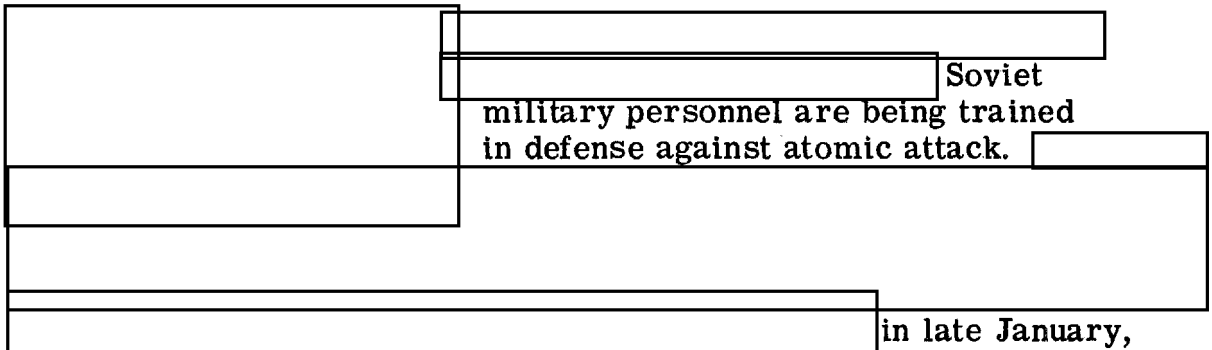 Soviet
military personnel are being trained
in defense against atomic attack.
in late January,